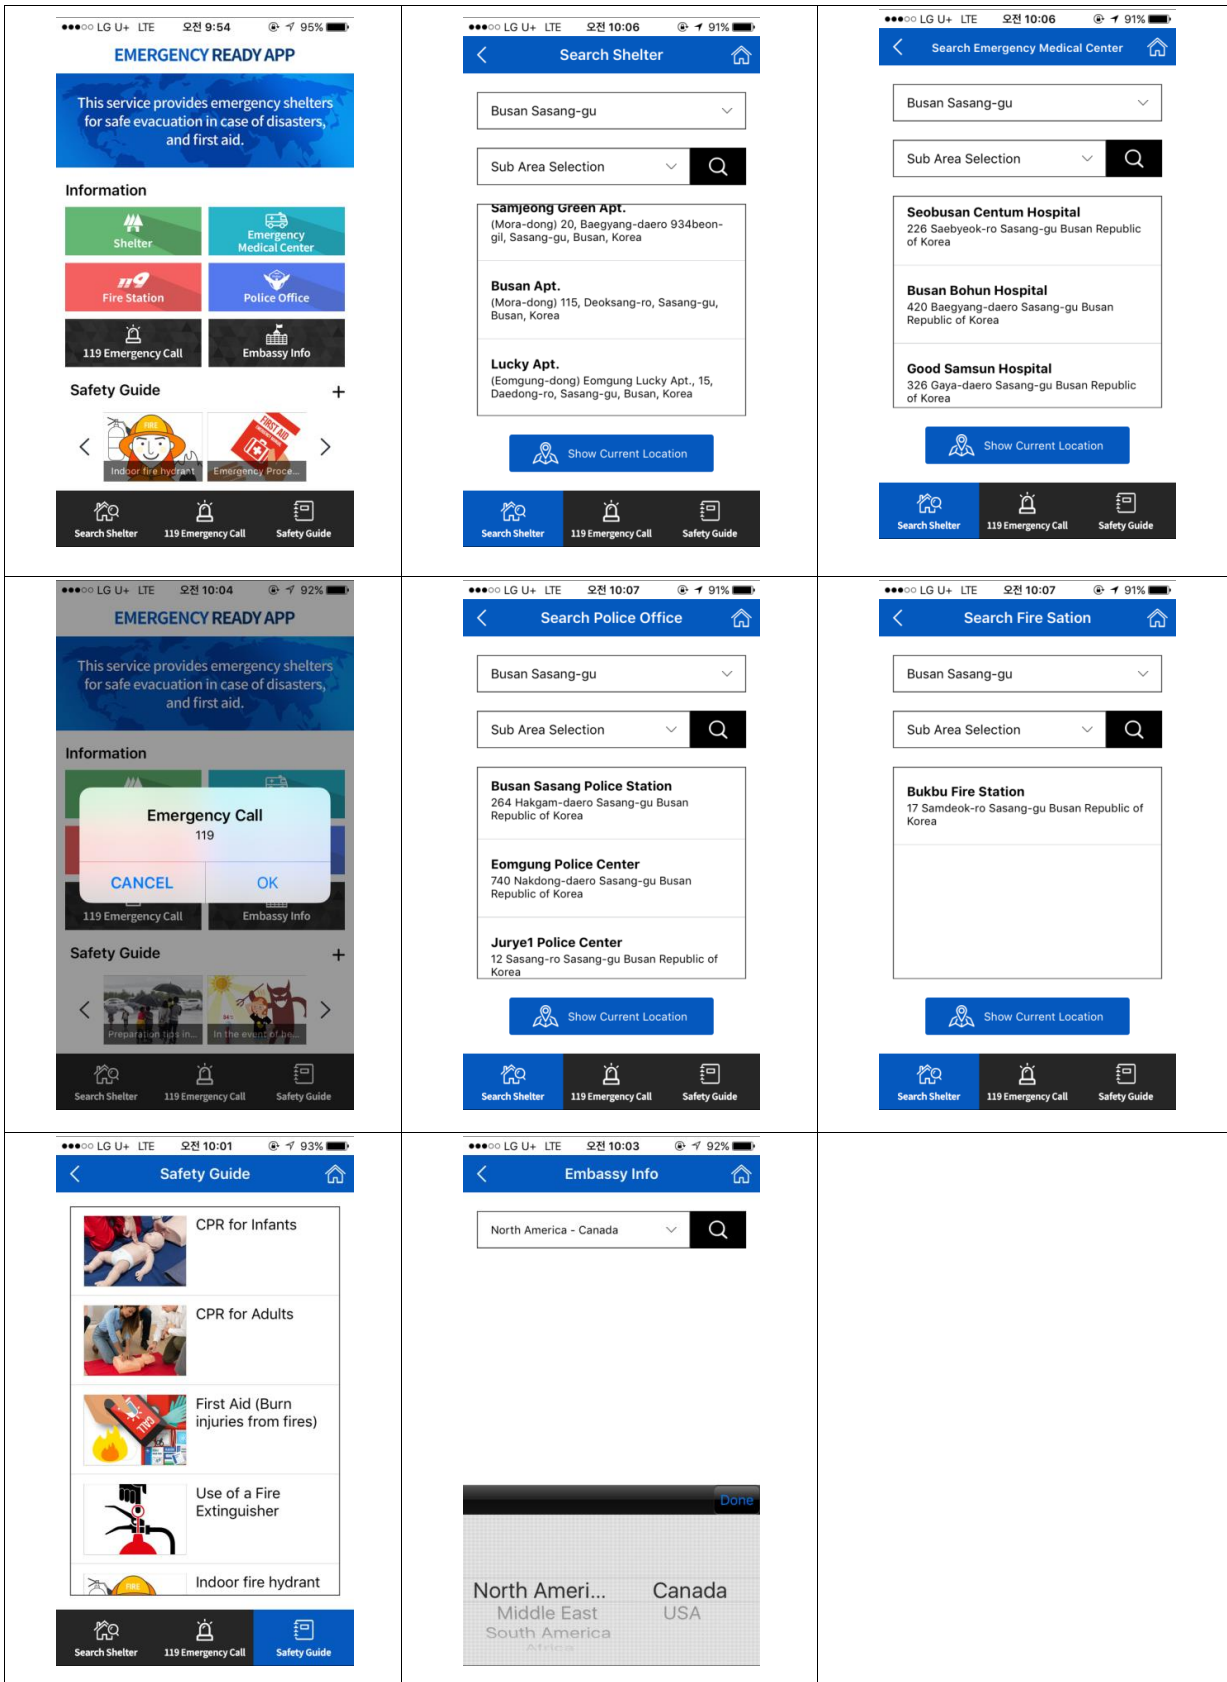 ●●●○○ LG U+ LTE 오전 9:54 95%
EMERGENCY READY APP
This service provides emergency shelters
for safe evacuation in case of disasters,
and first aid.
Information
Shelter
Emergency
Medical Center
119
Fire Station
Police Office
119 Emergency Call
Embassy Info
Safety Guide +
FIRE
FIRST AID
Indoor fire hydrant
Emergency Proce...
Search Shelter
119 Emergency Call
Safety Guide
●●●○○ LG U+ LTE 오전 10:06 91%
Search Shelter
Busan Sasang-gu
Sub Area Selection
Samjeong Green Apt.
(Mora-dong) 20, Baegyang-daero 934beon-
gil, Sasang-gu, Busan, Korea
Busan Apt.
(Mora-dong) 115, Deoksang-ro, Sasang-gu,
Busan, Korea
Lucky Apt.
(Eomgung-dong) Eomgung Lucky Apt., 15,
Daedong-ro, Sasang-gu, Busan, Korea
Show Current Location
Search Shelter
119 Emergency Call
Safety Guide
●●●○○ LG U+ LTE 오전 10:06 91%
Search Emergency Medical Center
Busan Sasang-gu
Sub Area Selection
Seobusan Centum Hospital
226 Saebyeok-ro Sasang-gu Busan Republic
of Korea
Busan Bohun Hospital
420 Baegyang-daero Sasang-gu Busan
Republic of Korea
Good Samsun Hospital
326 Gaya-daero Sasang-gu Busan Republic
of Korea
Show Current Location
Search Shelter
119 Emergency Call
Safety Guide
●●●○○ LG U+ LTE 오전 10:04 92%
EMERGENCY READY APP
This service provides emergency shelters
for safe evacuation in case of disasters,
and first aid.
Information
Emergency Call
119
CANCEL
OK
119 Emergency Call
Embassy Info
Safety Guide +
Preparation tips in...
In the event of he...
Search Shelter
119 Emergency Call
Safety Guide
●●●○○ LG U+ LTE 오전 10:07 91%
Search Police Office
Busan Sasang-gu
Sub Area Selection
Busan Sasang Police Station
264 Hakgam-daero Sasang-gu Busan
Republic of Korea
Eomgung Police Center
740 Nakdong-daero Sasang-gu Busan
Republic of Korea
Jurye1 Police Center
12 Sasang-ro Sasang-gu Busan Republic of
Korea
Show Current Location
Search Shelter
119 Emergency Call
Safety Guide
●●●○○ LG U+ LTE 오전 10:07 91%
Search Fire Sation
Busan Sasang-gu
Sub Area Selection
Bukbu Fire Station
17 Samdeok-ro Sasang-gu Busan Republic of
Korea
Show Current Location
Search Shelter
119 Emergency Call
Safety Guide
●●●○○ LG U+ LTE 오전 10:01 93%
Safety Guide
CPR for Infants
CPR for Adults
First Aid (Burn
injuries from fires)
CALL
Use of a Fire
Extinguisher
Indoor fire hydrant
FIRE
Search Shelter
119 Emergency Call
Safety Guide
●●●○○ LG U+ LTE 오전 10:03 92%
Embassy Info
North America - Canada
Done
North Ameri... Canada
Middle East USA
South America
Africa